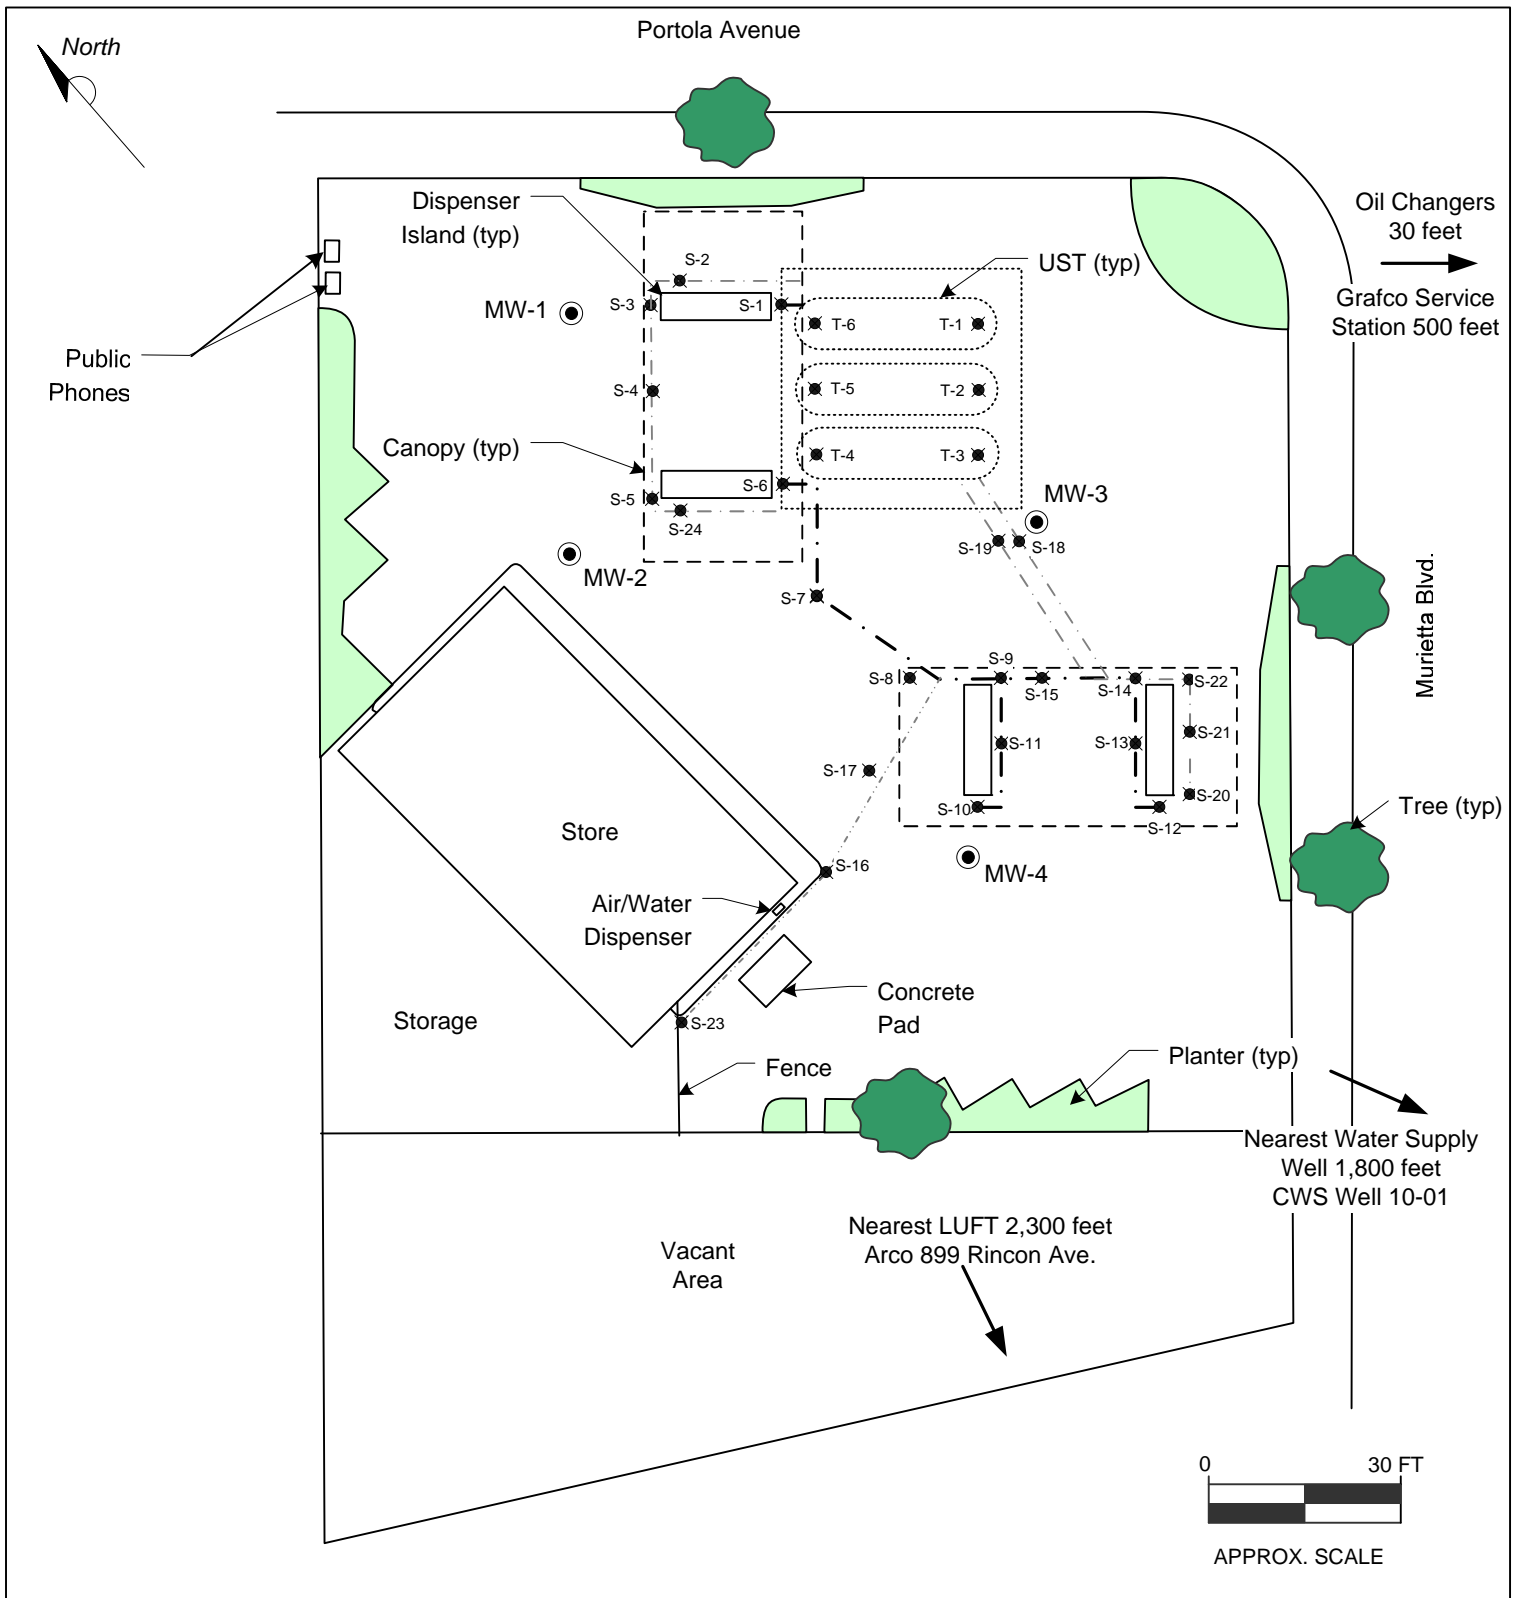 Portola Avenue
North
Oil Changers
30 feet
Grafco Service
Station 500 feet
Dispenser
Island (typ)
UST (typ)
S-2
S-3
S-1
MW-1
T-6
T-1
Public
Phones
S-4
T-5
T-2
Canopy (typ)
T-4
T-3
S-6
S-5
S-24
MW-3
S-19
S-18
MW-2
S-7
Murietta Blvd.
S-8
S-9
S-15
S-14
S-22
S-11
S-13
S-21
S-17
S-10
S-12
S-20
Tree (typ)
Store
S-16
MW-4
Air/Water
Dispenser
Concrete
Pad
Storage
S-23
Fence
Planter (typ)
Nearest Water Supply
Well 1,800 feet
CWS Well 10-01
Nearest LUFT 2,300 feet
Arco 899 Rincon Ave.
Vacant
Area
0
30 FT
APPROX. SCALE